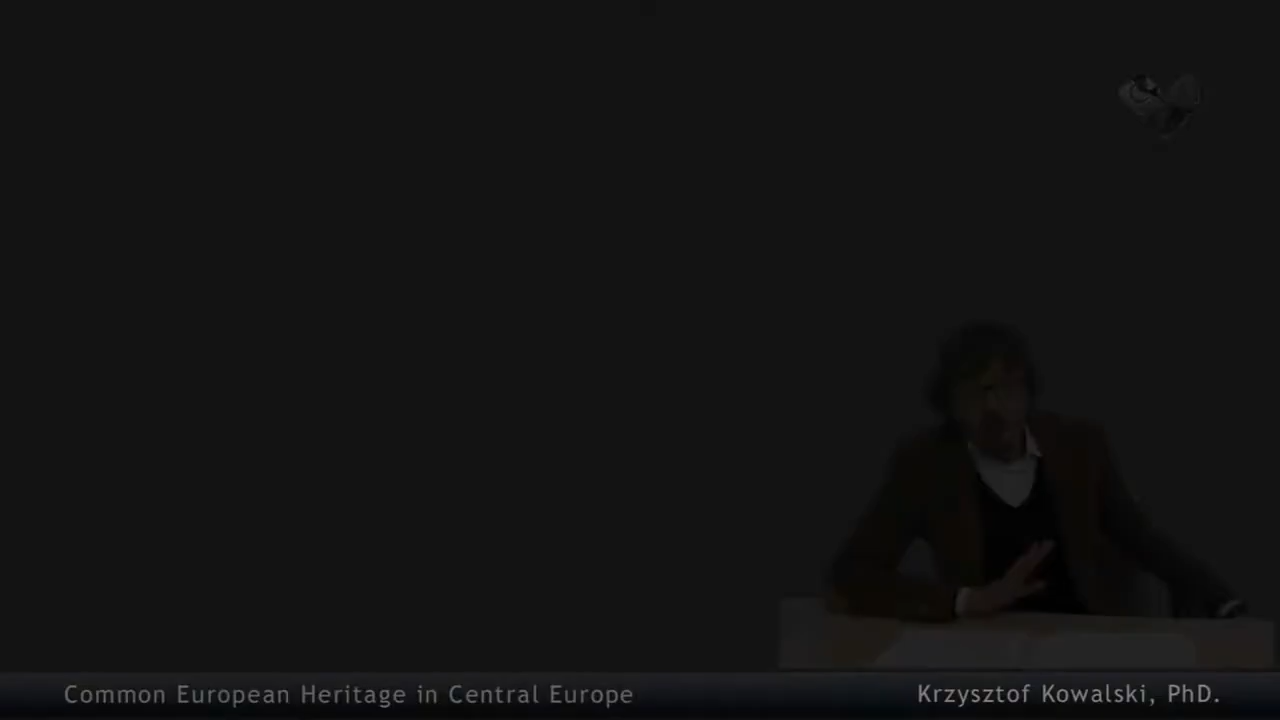 Common European Heritage in Central Europe
Krzysztof Kowalski, PhD.